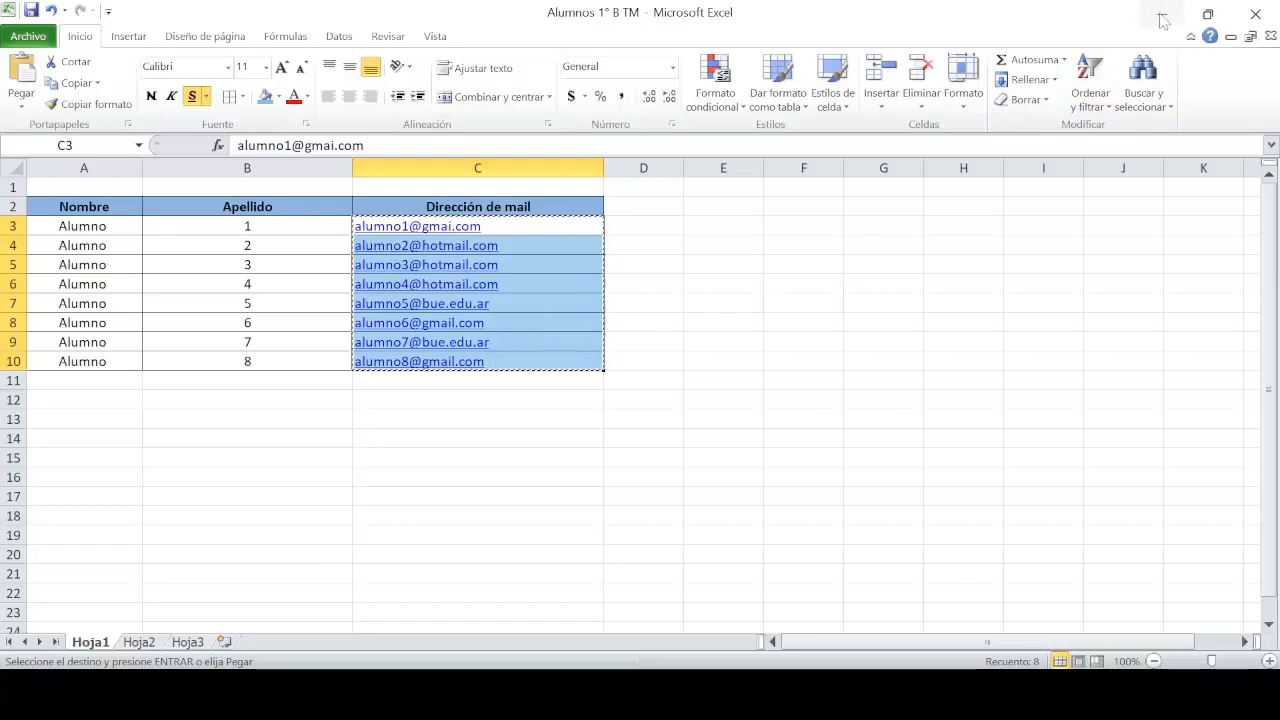 Alumnos 1° B TM - Microsoft Excel
Archivo Inicio Insertar Diseño de página Fórmulas Datos Revisar Vista
Pegar Cortar Copiar Copiar formato
Portapapeles
Calibri 11
N K S A
Fuente
Ajustar texto
Combinar y centrar
Alineación
General
$ % ,
Número
Formato condicional
Dar formato como tabla
Estilos de celda
Estilos
Insertar Eliminar Formato
Celdas
Autosuma
Rellenar
Borrar
Ordenar y filtrar
Buscar y seleccionar
Modificar
C3 fx alumno1@gmai.com
A B C D E F G H I J K
1
2 Nombre Apellido Dirección de mail
3 Alumno 1 alumno1@gmai.com
4 Alumno 2 alumno2@hotmail.com
5 Alumno 3 alumno3@hotmail.com
6 Alumno 4 alumno4@hotmail.com
7 Alumno 5 alumno5@bue.edu.ar
8 Alumno 6 alumno6@gmail.com
9 Alumno 7 alumno7@bue.edu.ar
10 Alumno 8 alumno8@gmail.com
11
12
13
14
15
16
17
18
19
20
21
22
23
24
Hoja1 Hoja2 Hoja3
Seleccione el destino y presione ENTRAR o elija Pegar Recuento: 8 100%